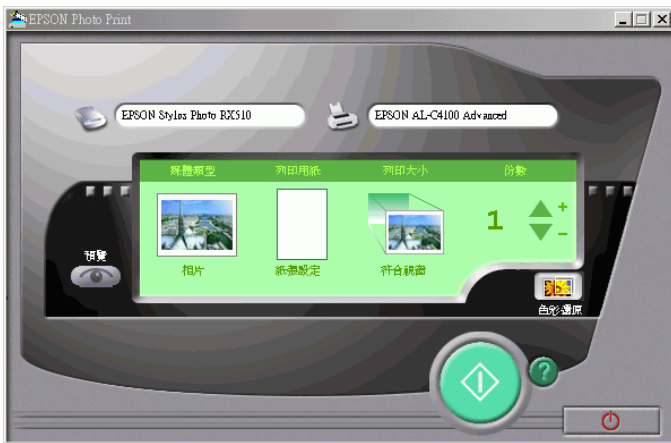 EPSON Photo Print
EPSON Stylus Photo RX510
EPSON AL-C4100 Advanced
媒體類型 列印用紙 列印大小 份數
1 + −
預覽
相片 紙張設定 符合視窗
色彩還原
?